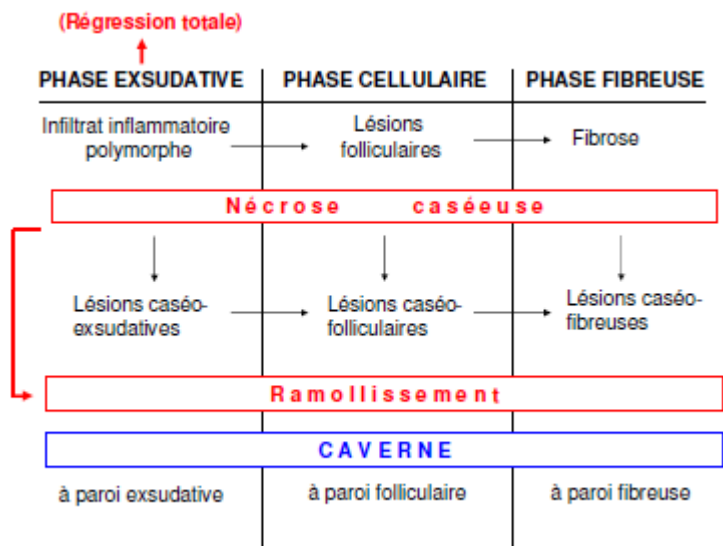 (Régression totale)
PHASE EXSUDATIVE PHASE CELLULAIRE PHASE FIBREUSE
Infiltrat inflammatoire
polymorphe
Lésions
folliculaires
Fibrose
Nécrose caséeuse
Lésions caséo-
exsudatives
Lésions caséo-
folliculaires
Lésions caséo-
fibreuses
Ramollissement
CAVERNE
à paroi exsudative à paroi folliculaire à paroi fibreuse